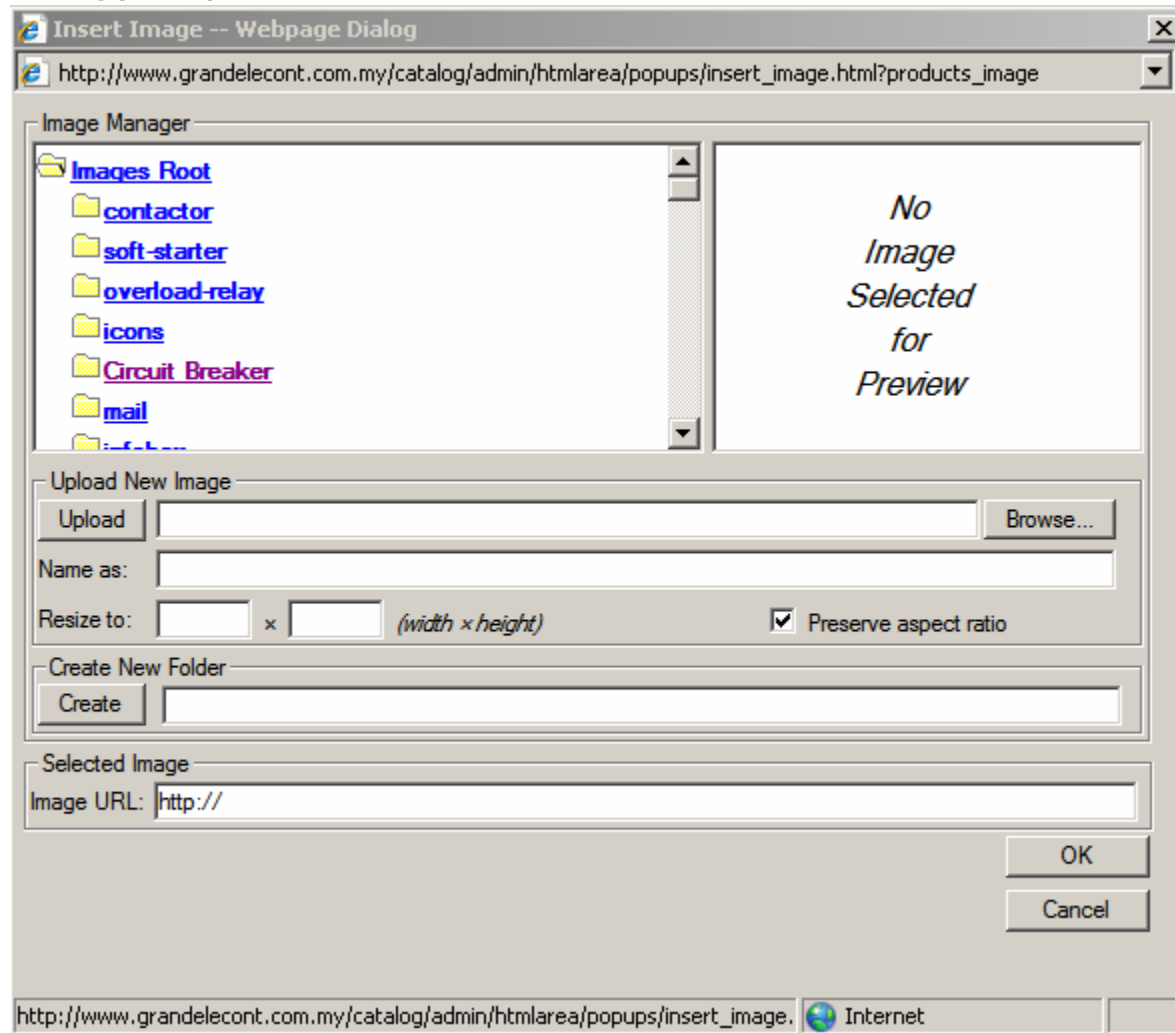 Insert Image -- Webpage Dialog
http://www.grandelecont.com.my/catalog/admin/htmlarea/popups/insert_image.html?products_image
Image Manager
Images Root
contactor
soft-starter
overload-relay
icons
Circuit Breaker
mail
No
Image
Selected
for
Preview
Upload New Image
Upload
Browse...
Name as:
Resize to: × (width × height) Preserve aspect ratio
Create New Folder
Create
Selected Image
Image URL: http://
OK
Cancel
http://www.grandelecont.com.my/catalog/admin/htmlarea/popups/insert_image. Internet